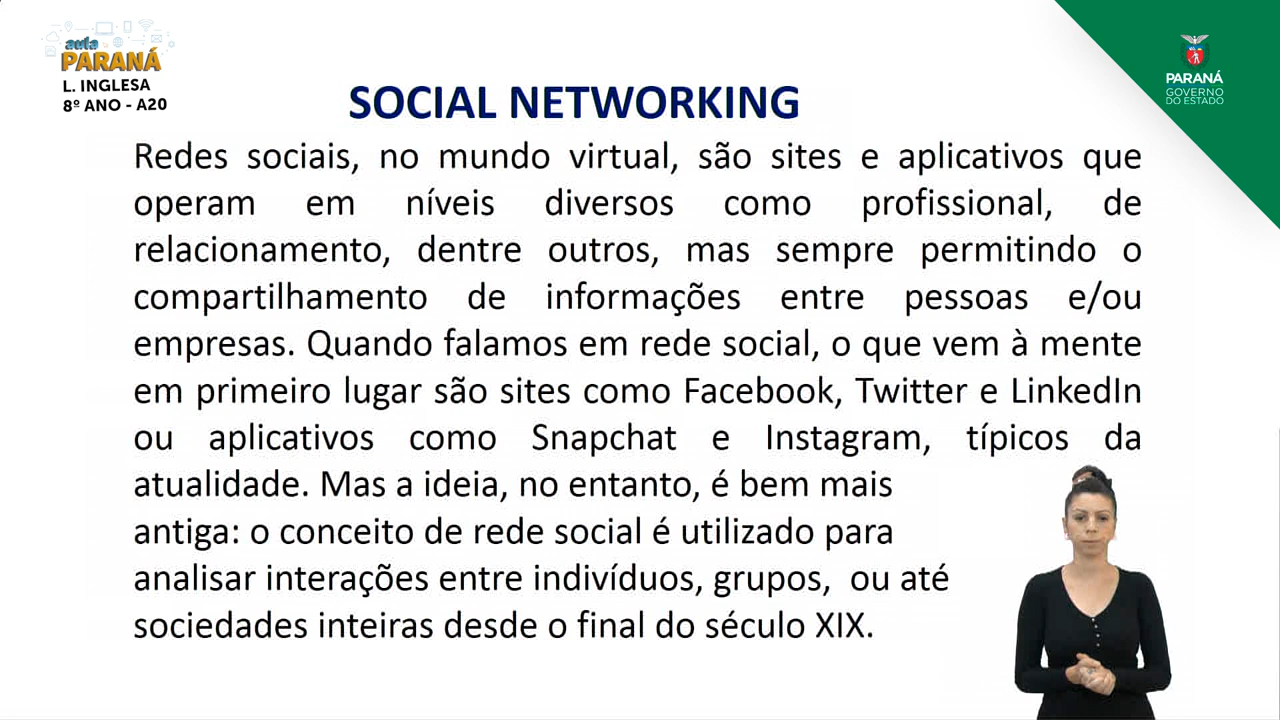 aula
PARANÁ
L. INGLESA
8º ANO - A20
PARANÁ
GOVERNO
DO ESTADO
SOCIAL NETWORKING
Redes sociais, no mundo virtual, são sites e aplicativos que
operam em níveis diversos como profissional, de
relacionamento, dentre outros, mas sempre permitindo o
compartilhamento de informações entre pessoas e/ou
empresas. Quando falamos em rede social, o que vem à mente
em primeiro lugar são sites como Facebook, Twitter e LinkedIn
ou aplicativos como Snapchat e Instagram, típicos da
atualidade. Mas a ideia, no entanto, é bem mais
antiga: o conceito de rede social é utilizado para
analisar interações entre indivíduos, grupos, ou até
sociedades inteiras desde o final do século XIX.